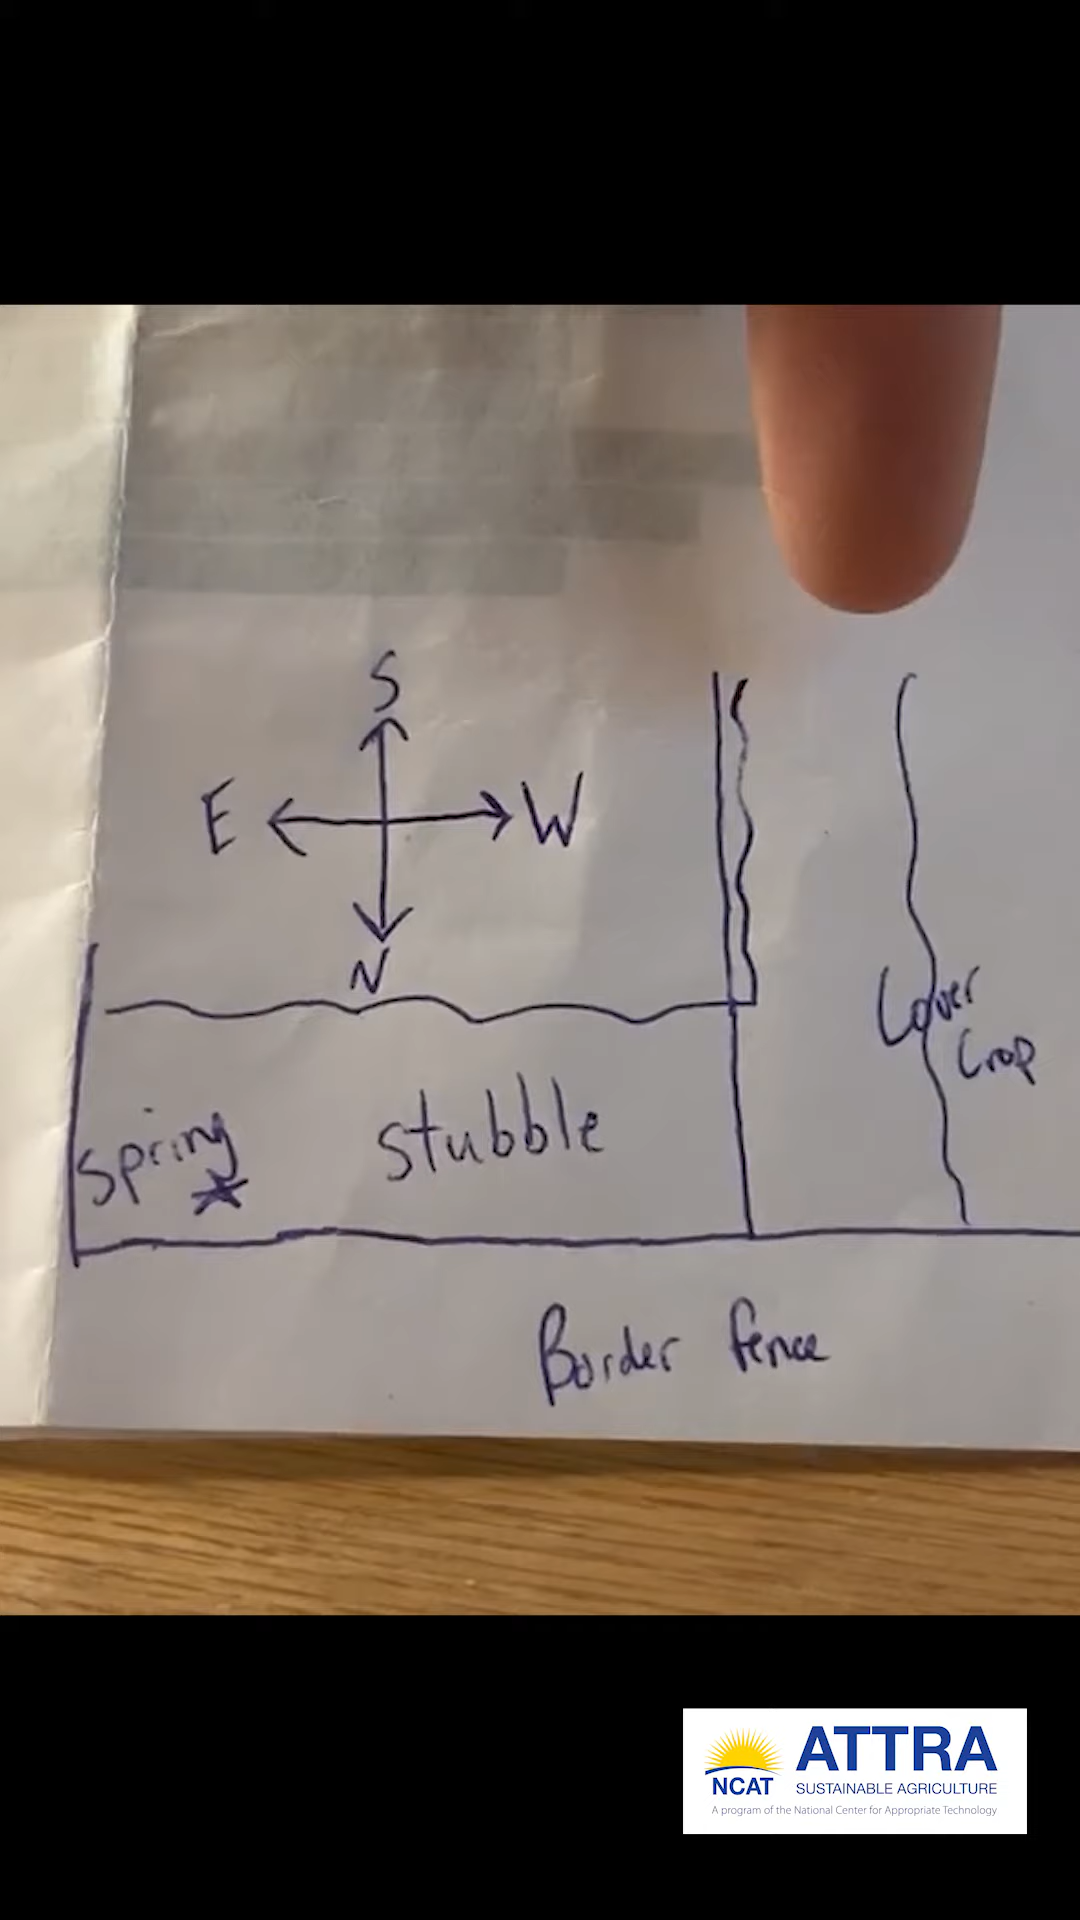 S
E W
N
Cover
Crop
spring
stubble
Border fence
NCAT
ATTRA
SUSTAINABLE AGRICULTURE
A program of the National Center for Appropriate Technology